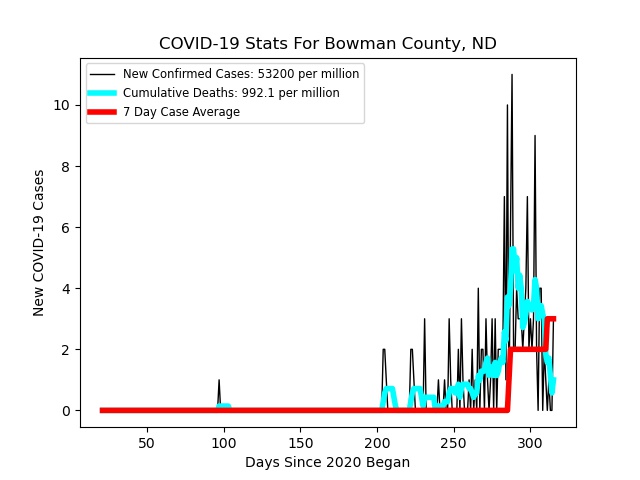 COVID-19 Stats For Bowman County, ND
New Confirmed Cases: 53200 per million
Cumulative Deaths: 992.1 per million
7 Day Case Average
10
8
6
4
2
0
New COVID-19 Cases
50 100 150 200 250 300
Days Since 2020 Began